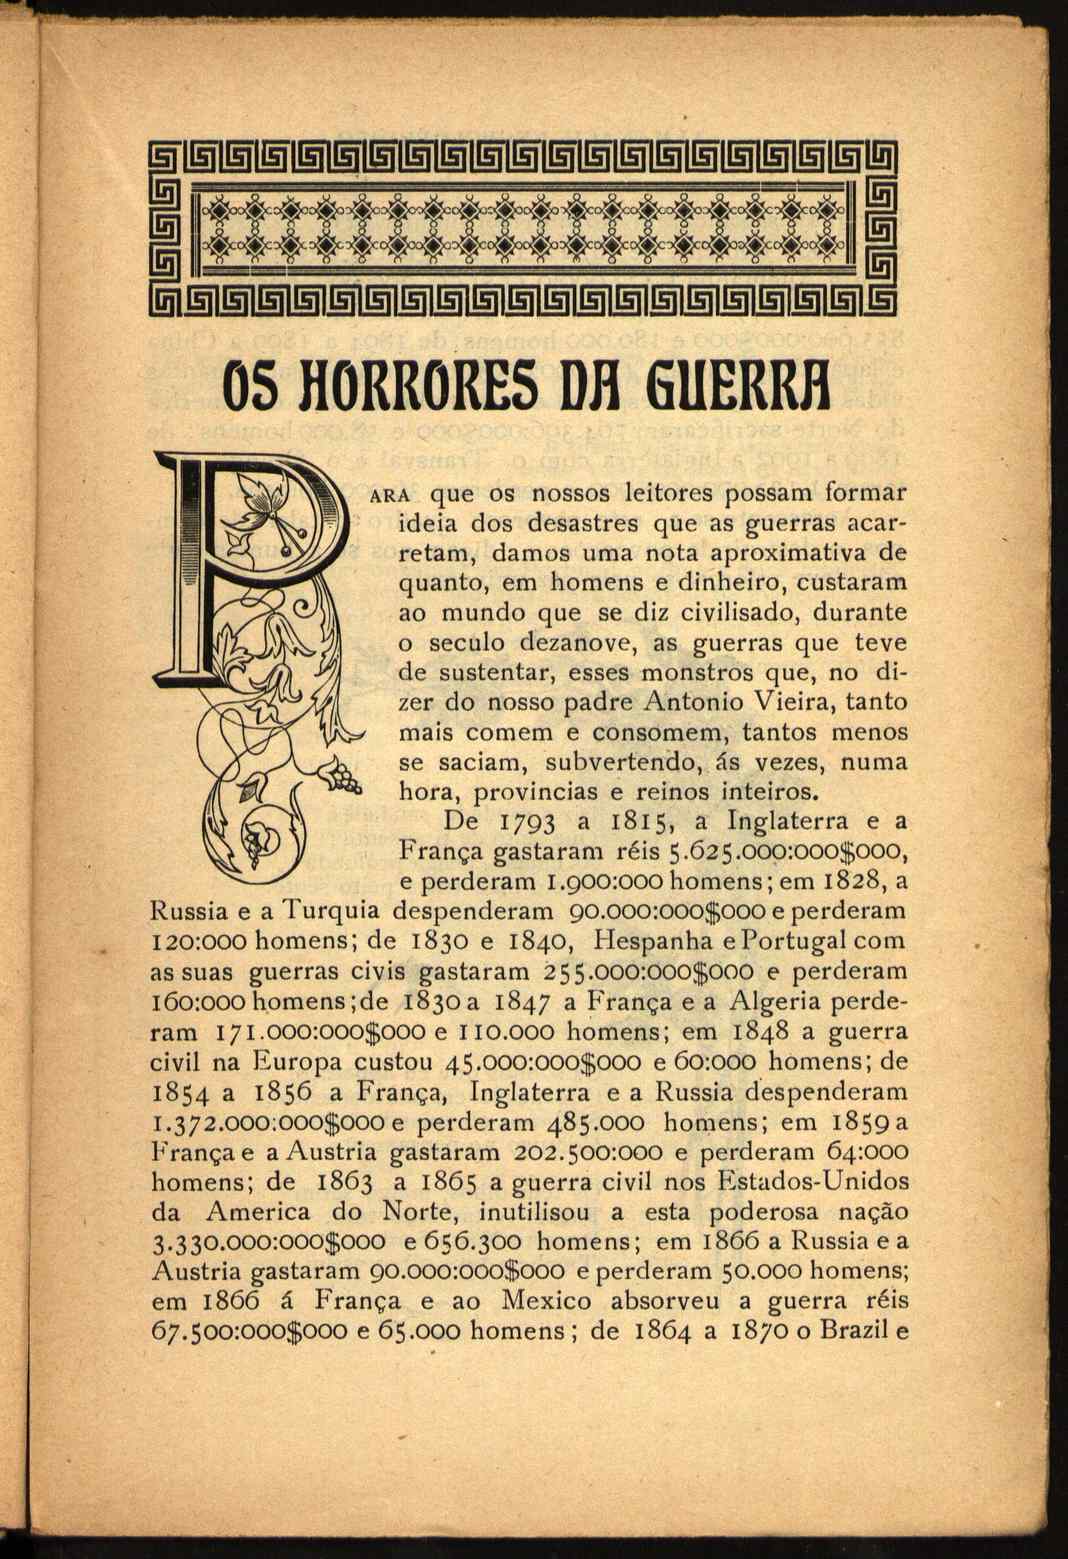 OS HORRORES DA GUERRA
PARA que os nossos leitores possam formar
ideia dos desastres que as guerras acar-
retam, damos uma nota aproximativa de
quanto, em homens e dinheiro, custaram
ao mundo que se diz civilisado, durante
o seculo dezanove, as guerras que teve
de sustentar, esses monstros que, no di-
zer do nosso padre Antonio Vieira, tanto
mais comem e consomem, tantos menos
se saciam, subvertendo, ás vezes, numa
hora, provincias e reinos inteiros.
De 1793 a 1815, a Inglaterra e a
França gastaram réis 5.625.000:000$000,
e perderam 1.900:000 homens; em 1828, a
Russia e a Turquia despenderam 90.000:000$000 e perderam
120:000 homens; de 1830 e 1840, Hespanha e Portugal com
as suas guerras civis gastaram 255.000:000$000 e perderam
160:000 homens; de 1830 a 1847 a França e a Algeria perde-
ram 171.000:000$000 e 110.000 homens; em 1848 a guerra
civil na Europa custou 45.000:000$000 e 60:000 homens; de
1854 a 1856 a França, Inglaterra e a Russia despenderam
1.372.000:000$000 e perderam 485.000 homens; em 1859 a
França e a Austria gastaram 202.500:000 e perderam 64:000
homens; de 1863 a 1865 a guerra civil nos Estados-Unidos
da America do Norte, inutilisou a esta poderosa nação
3.330.000:000$000 e 656.300 homens; em 1866 a Russia e a
Austria gastaram 90.000:000$000 e perderam 50.000 homens;
em 1866 á França e ao Mexico absorveu a guerra réis
67.500:000$000 e 65.000 homens; de 1864 a 1870 o Brazil e